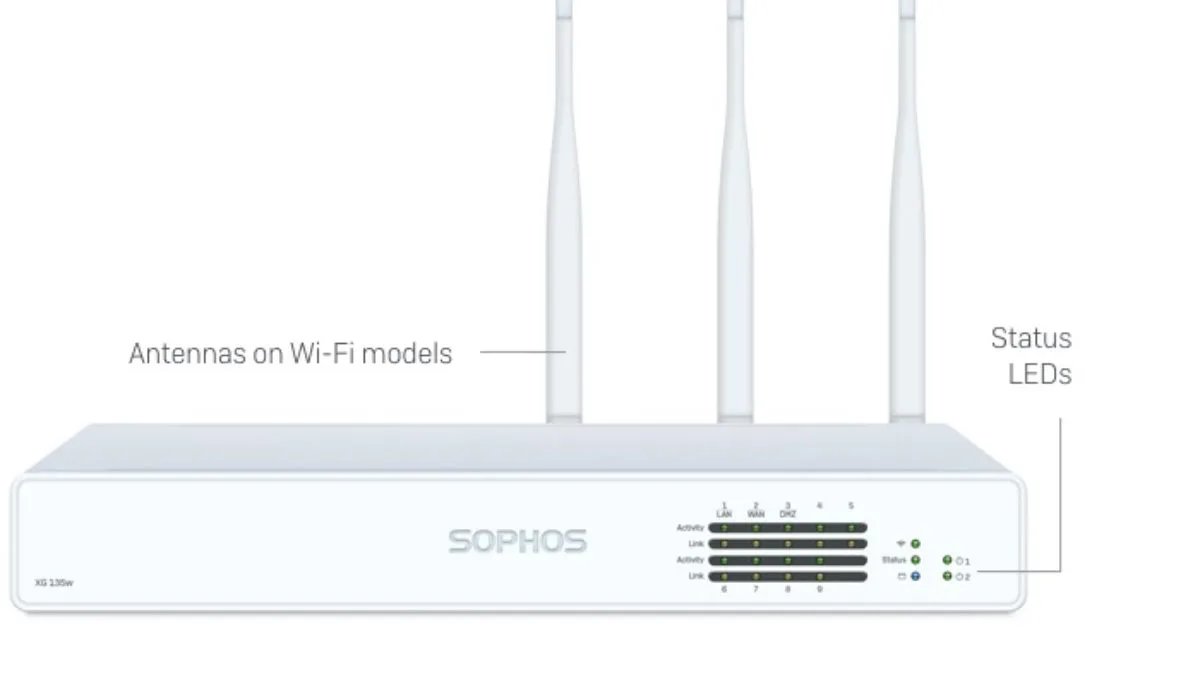 Antennas on Wi-Fi models
Status
LEDs
SOPHOS
XG 135w
1 2 3 4 5
LAN WAN DMZ
Activity
Link
Activity
Link
6 7 8 9
Status
1
2